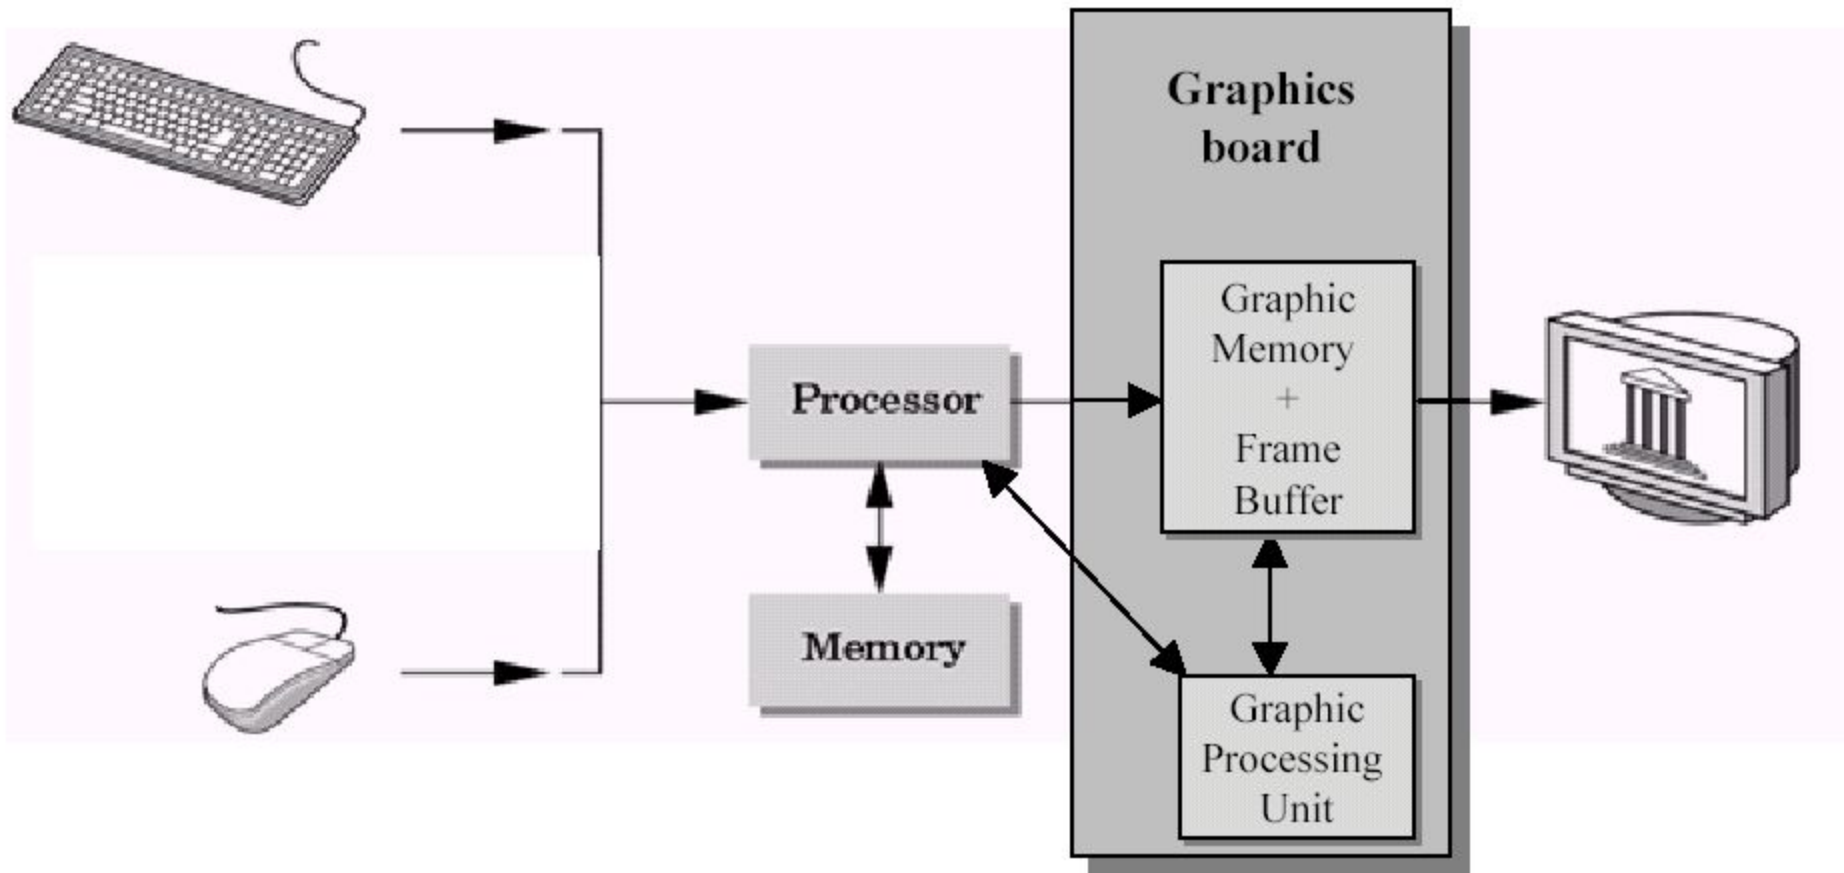 Graphics
board
Graphic
Memory
+
Frame
Buffer
Processor
Memory
Graphic
Processing
Unit